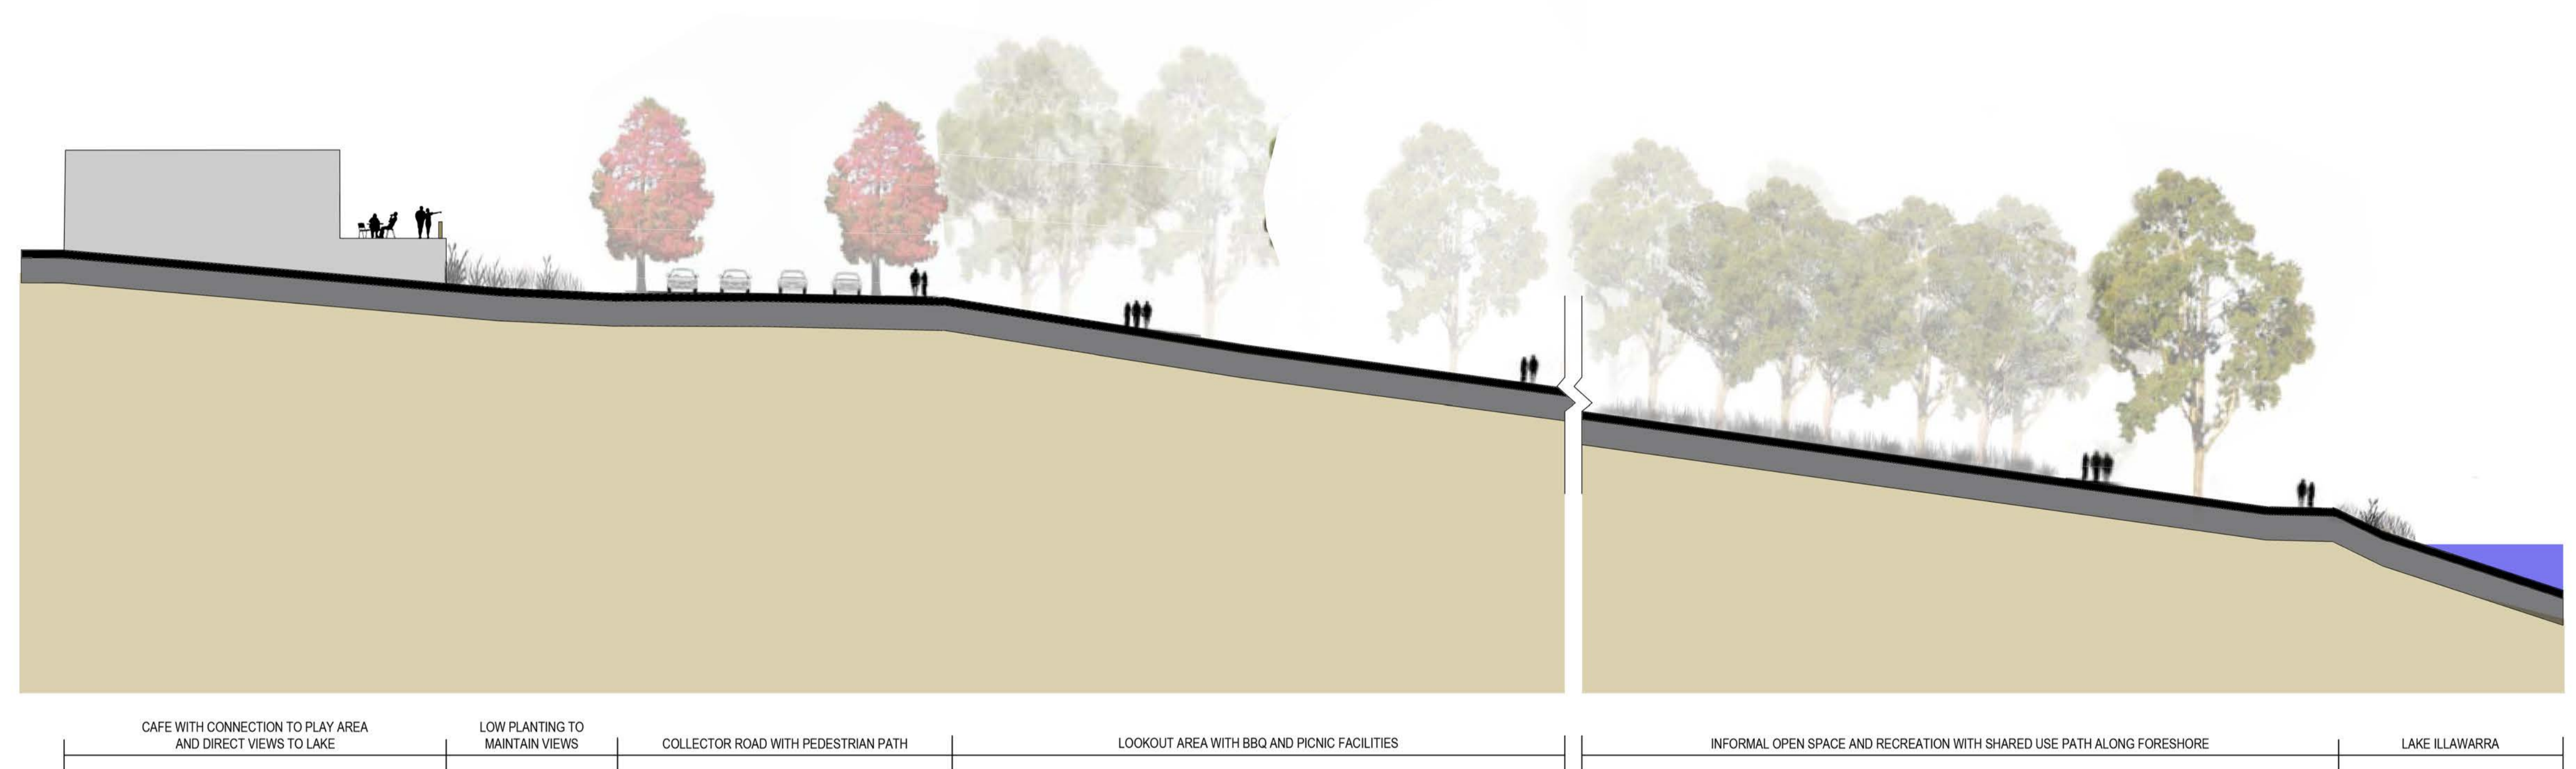 CAFE WITH CONNECTION TO PLAY AREA
AND DIRECT VIEWS TO LAKE
LOW PLANTING TO
MAINTAIN VIEWS
COLLECTOR ROAD WITH PEDESTRIAN PATH
LOOKOUT AREA WITH BBQ AND PICNIC FACILITIES
INFORMAL OPEN SPACE AND RECREATION WITH SHARED USE PATH ALONG FORESHORE
LAKE ILLAWARRA